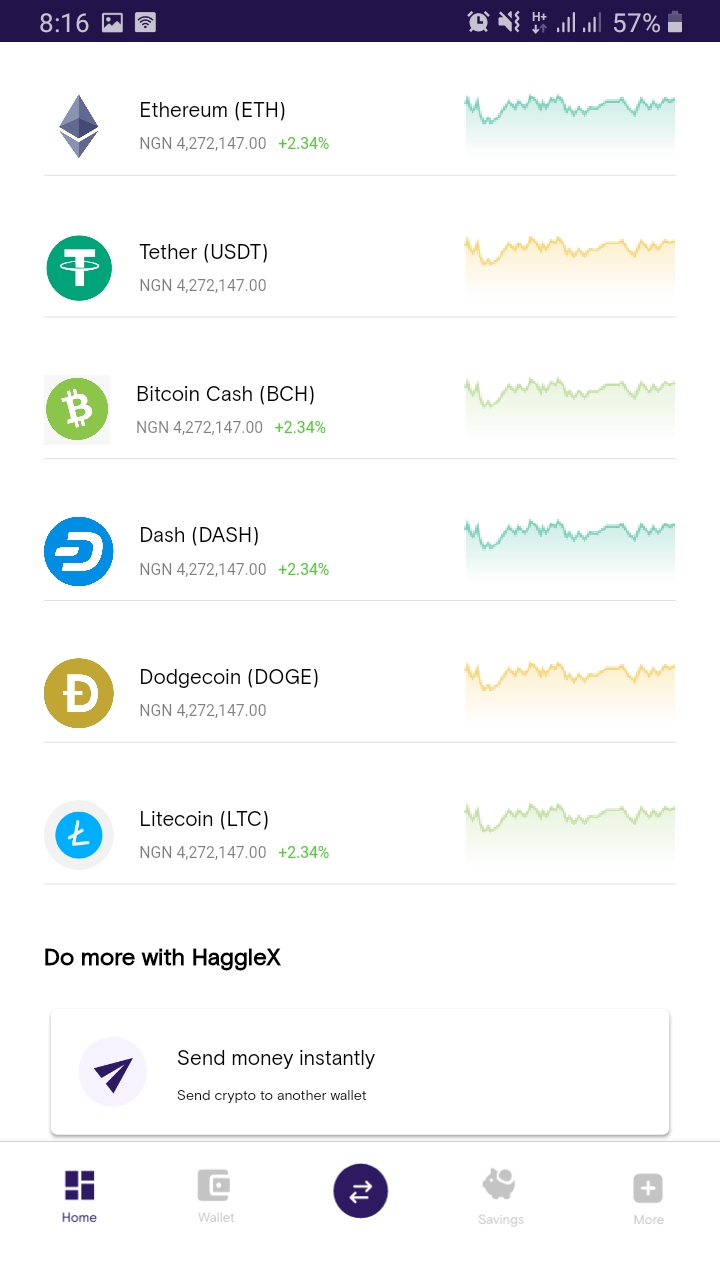 8:16 H+ 57%
Ethereum (ETH)
NGN 4,272,147.00 +2.34%
Tether (USDT)
NGN 4,272,147.00
Bitcoin Cash (BCH)
NGN 4,272,147.00 +2.34%
Dash (DASH)
NGN 4,272,147.00 +2.34%
Dodgecoin (DOGE)
NGN 4,272,147.00
Litecoin (LTC)
NGN 4,272,147.00 +2.34%
Do more with HaggleX
Send money instantly
Send crypto to another wallet
Home Wallet Savings More